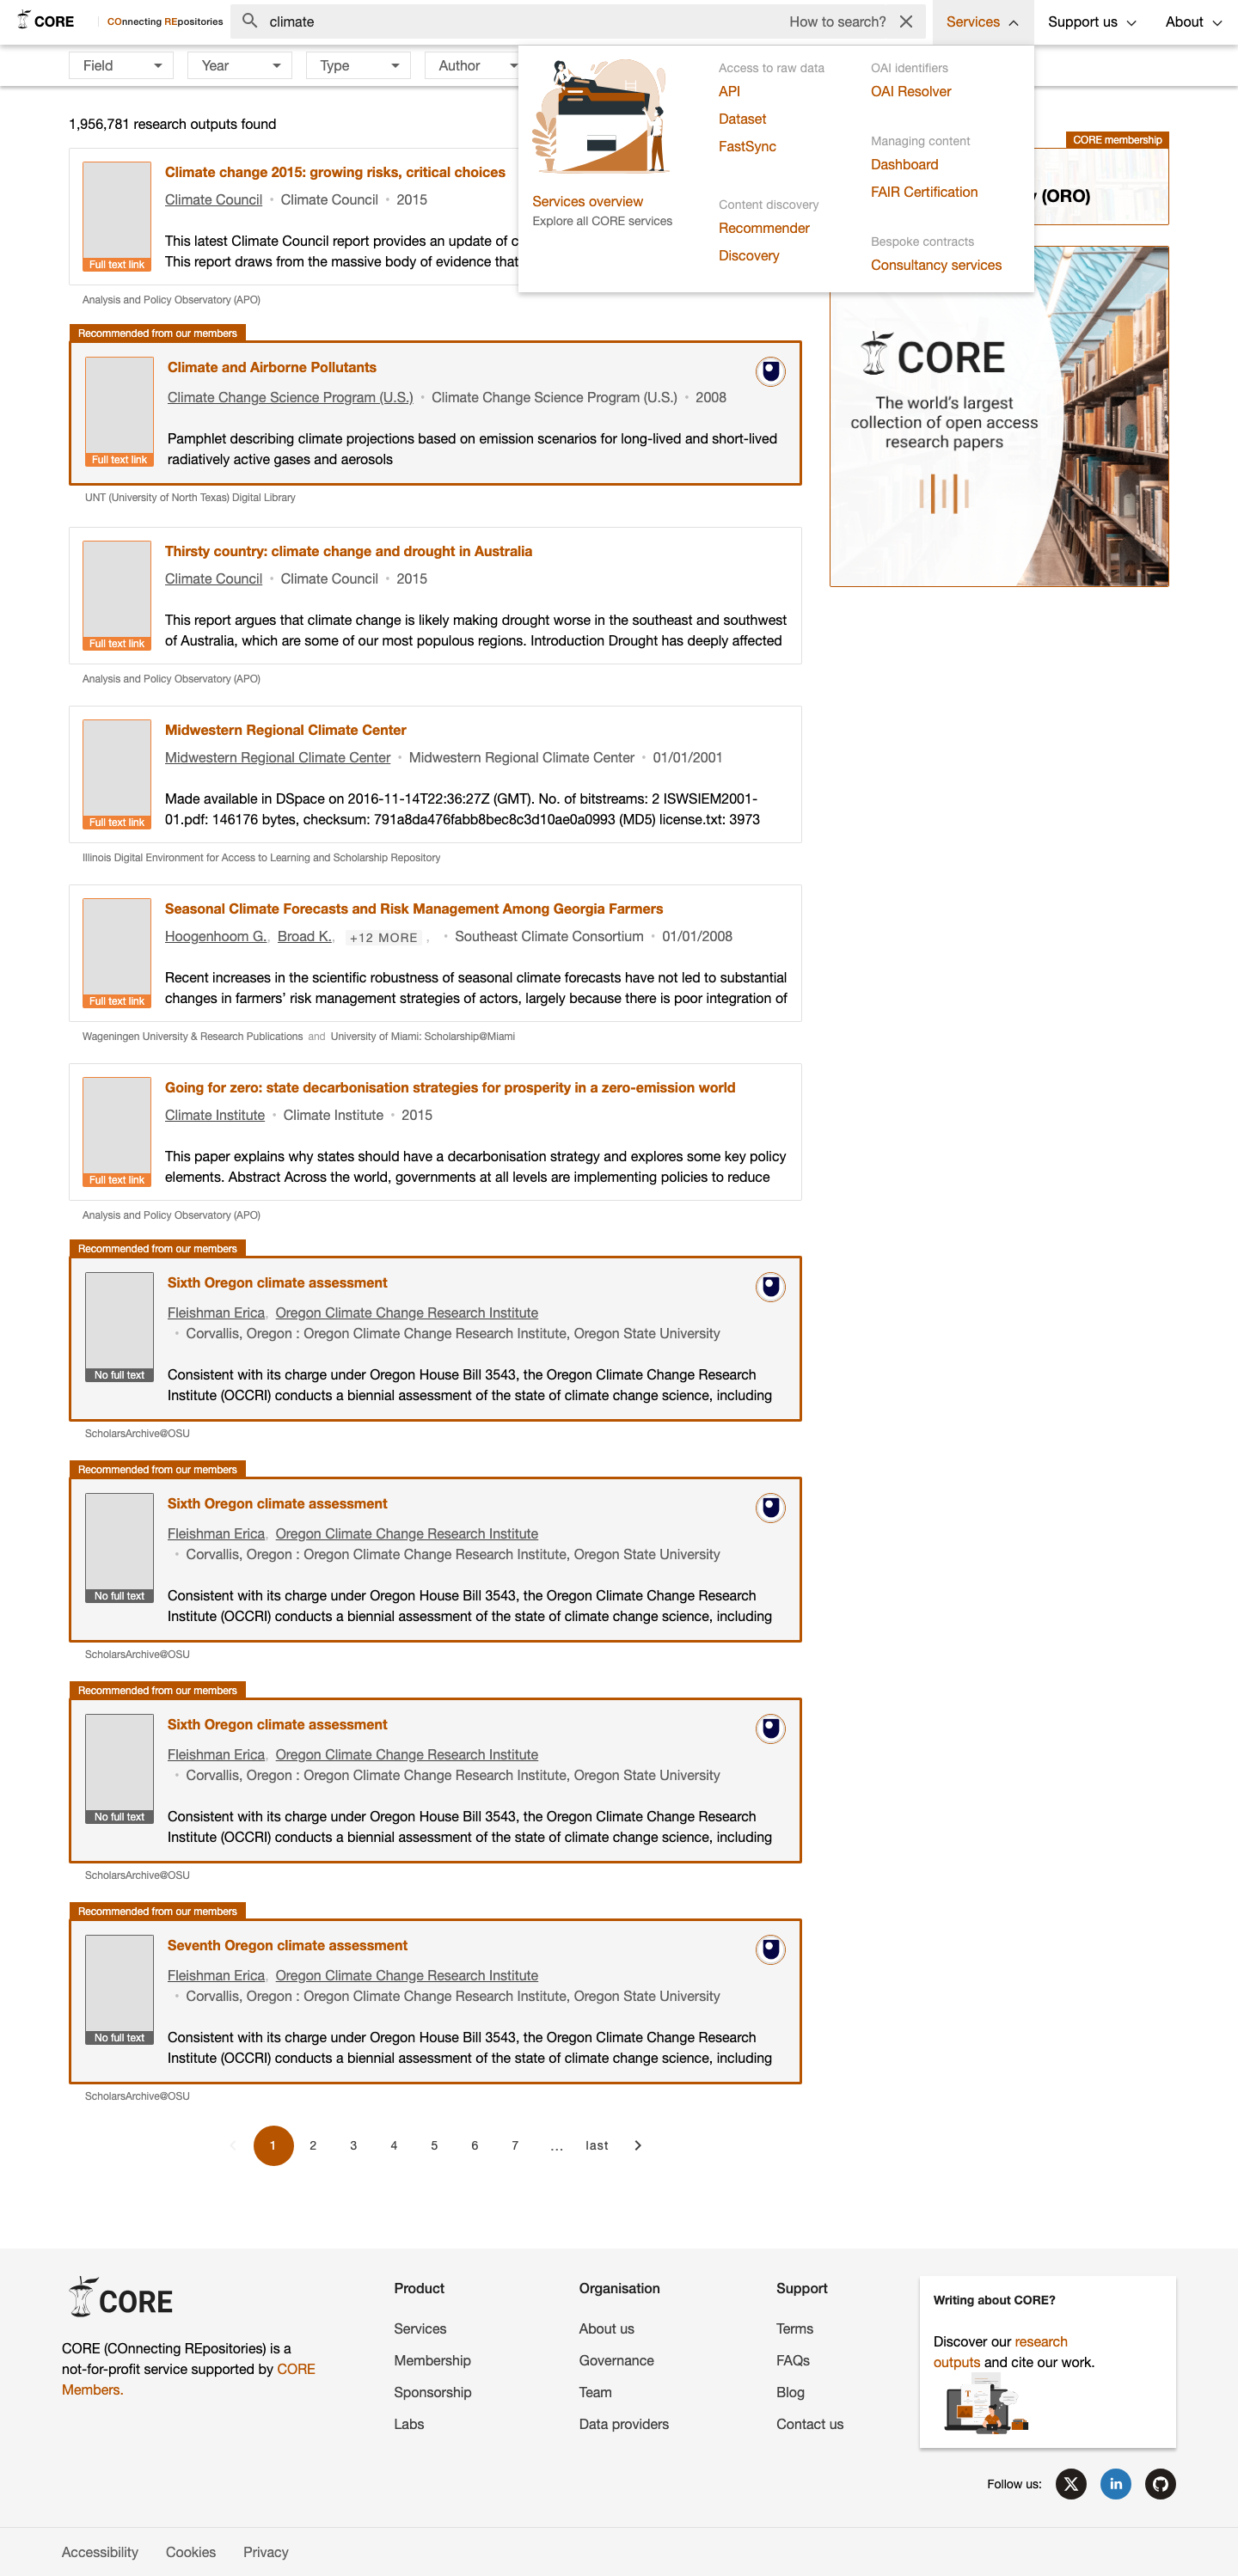 CORE
COnnecting REpositories
climate
How to search?
Services
Support us
About
Field
Year
Type
Author
Services overview
Explore all CORE services
Access to raw data
API
Dataset
FastSync
Content discovery
Recommender
Discovery
OAI identifiers
OAI Resolver
Managing content
Dashboard
FAIR Certification
Bespoke contracts
Consultancy services
1,956,781 research outputs found
Climate change 2015: growing risks, critical choices
Climate Council • Climate Council • 2015
This latest Climate Council report provides an update of
This report draws from the massive body of evidence that
Full text link
Analysis and Policy Observatory (APO)
CORE membership
(ORO)
CORE
The world's largest
collection of open access
research papers
Recommended from our members
Climate and Airborne Pollutants
Climate Change Science Program (U.S.) • Climate Change Science Program (U.S.) • 2008
Pamphlet describing climate projections based on emission scenarios for long-lived and short-lived
radiatively active gases and aerosols
Full text link
UNT (University of North Texas) Digital Library
Thirsty country: climate change and drought in Australia
Climate Council • Climate Council • 2015
This report argues that climate change is likely making drought worse in the southeast and southwest
of Australia, which are some of our most populous regions. Introduction Drought has deeply affected
Full text link
Analysis and Policy Observatory (APO)
Midwestern Regional Climate Center
Midwestern Regional Climate Center • Midwestern Regional Climate Center • 01/01/2001
Made available in DSpace on 2016-11-14T22:36:27Z (GMT). No. of bitstreams: 2 ISWSIEM2001-
01.pdf: 146176 bytes, checksum: 791a8da476fabb8bec8c3d10ae0a0993 (MD5) license.txt: 3973
Full text link
Illinois Digital Environment for Access to Learning and Scholarship Repository
Seasonal Climate Forecasts and Risk Management Among Georgia Farmers
Hoogenhoom G., Broad K., +12 MORE , • Southeast Climate Consortium • 01/01/2008
Recent increases in the scientific robustness of seasonal climate forecasts have not led to substantial
changes in farmers’ risk management strategies of actors, largely because there is poor integration of
Full text link
Wageningen University & Research Publications and University of Miami: Scholarship@Miami
Going for zero: state decarbonisation strategies for prosperity in a zero-emission world
Climate Institute • Climate Institute • 2015
This paper explains why states should have a decarbonisation strategy and explores some key policy
elements. Abstract Across the world, governments at all levels are implementing policies to reduce
Full text link
Analysis and Policy Observatory (APO)
Recommended from our members
Sixth Oregon climate assessment
Fleishman Erica, Oregon Climate Change Research Institute
• Corvallis, Oregon : Oregon Climate Change Research Institute, Oregon State University
Consistent with its charge under Oregon House Bill 3543, the Oregon Climate Change Research
Institute (OCCRI) conducts a biennial assessment of the state of climate change science, including
No full text
ScholarsArchive@OSU
Recommended from our members
Sixth Oregon climate assessment
Fleishman Erica, Oregon Climate Change Research Institute
• Corvallis, Oregon : Oregon Climate Change Research Institute, Oregon State University
Consistent with its charge under Oregon House Bill 3543, the Oregon Climate Change Research
Institute (OCCRI) conducts a biennial assessment of the state of climate change science, including
No full text
ScholarsArchive@OSU
Recommended from our members
Sixth Oregon climate assessment
Fleishman Erica, Oregon Climate Change Research Institute
• Corvallis, Oregon : Oregon Climate Change Research Institute, Oregon State University
Consistent with its charge under Oregon House Bill 3543, the Oregon Climate Change Research
Institute (OCCRI) conducts a biennial assessment of the state of climate change science, including
No full text
ScholarsArchive@OSU
Recommended from our members
Seventh Oregon climate assessment
Fleishman Erica, Oregon Climate Change Research Institute
• Corvallis, Oregon : Oregon Climate Change Research Institute, Oregon State University
Consistent with its charge under Oregon House Bill 3543, the Oregon Climate Change Research
Institute (OCCRI) conducts a biennial assessment of the state of climate change science, including
No full text
ScholarsArchive@OSU
1 2 3 4 5 6 7 ... last
CORE
CORE (COnnecting REpositories) is a
not-for-profit service supported by CORE
Members.
Product
Services
Membership
Sponsorship
Labs
Organisation
About us
Governance
Team
Data providers
Support
Terms
FAQs
Blog
Contact us
Writing about CORE?
Discover our research
outputs and cite our work.
Follow us:
Accessibility
Cookies
Privacy